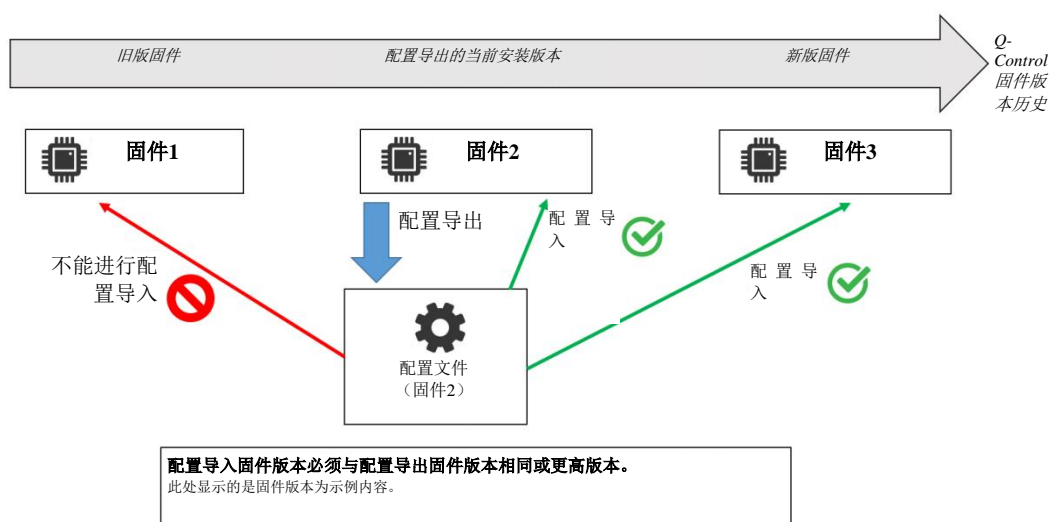 旧版固件
配置导出的当前安装版本
新版固件
Q-
Control
固件版
本历史
固件1
固件2
固件3
配置导出
配置导
入
不能进行配
置导入
配置导
入
配置文件
（固件2）
配置导入固件版本必须与配置导出固件版本相同或更高版本。
此处显示的是固件版本为示例内容。